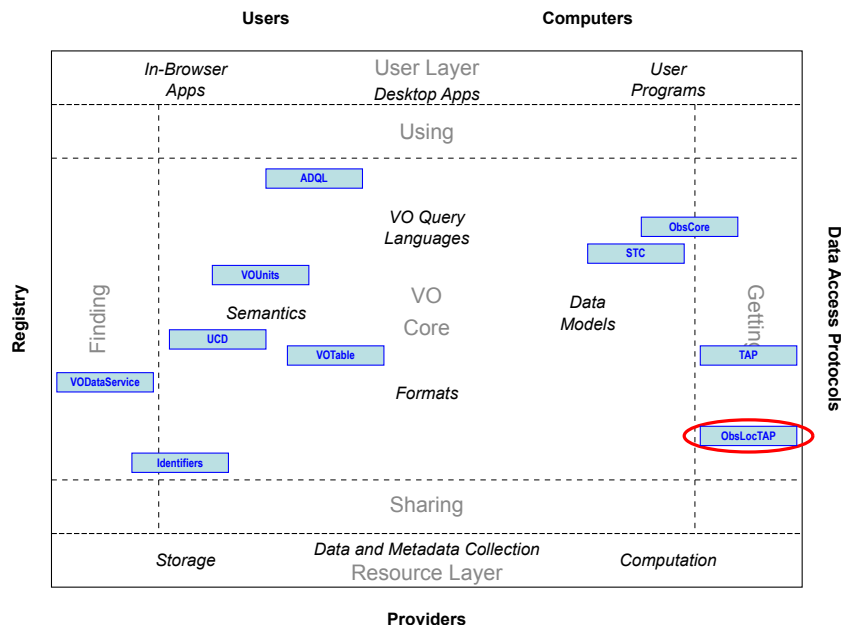 Users
Computers
In-Browser
Apps
User Layer
Desktop Apps
User
Programs
Using
ADQL
VO Query
Languages
ObsCore
STC
VOUnits
Semantics
VO
Core
Data
Models
Registry
Finding
Getting
Data Access Protocols
UCD
VOTable
TAP
VODataService
Formats
ObsLocTAP
Identifiers
Sharing
Storage
Data and Metadata Collection
Computation
Resource Layer
Providers